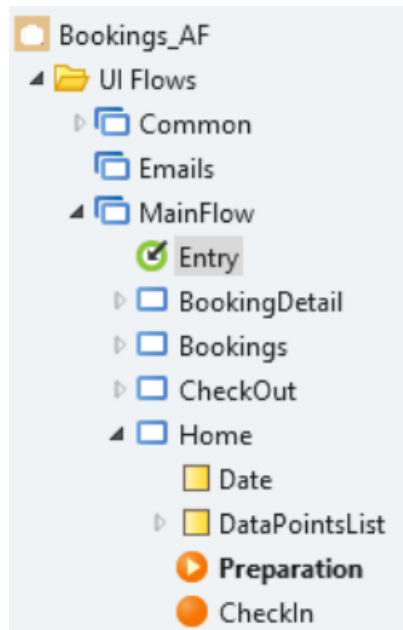 Bookings_AF
UI Flows
Common
Emails
MainFlow
Entry
BookingDetail
Bookings
CheckOut
Home
Date
DataPointsList
Preparation
CheckIn